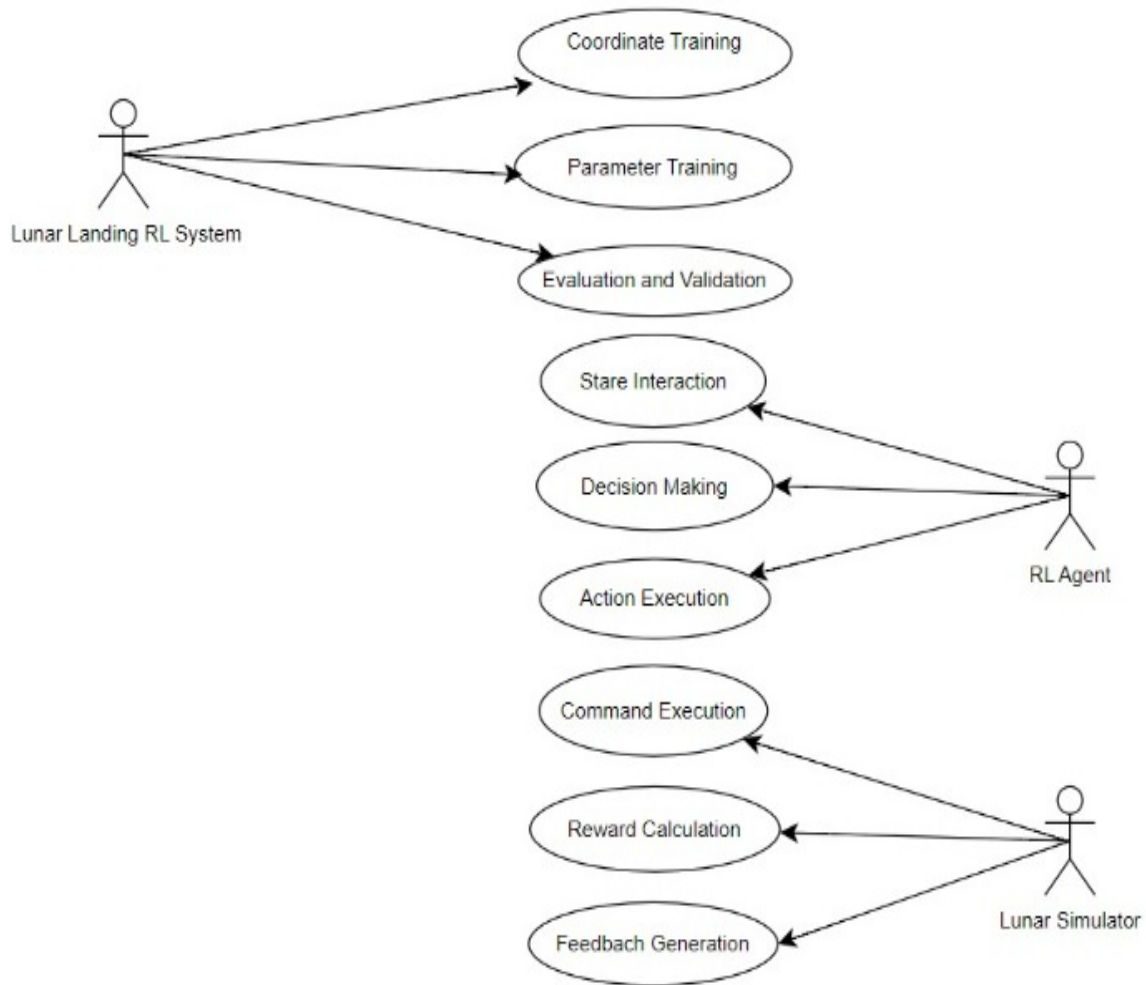 Coordinate Training
Parameter Training
Lunar Landing RL System
Evaluation and Validation
Stare Interaction
Decision Making
RL Agent
Action Execution
Command Execution
Reward Calculation
Lunar Simulator
Feedbach Generation